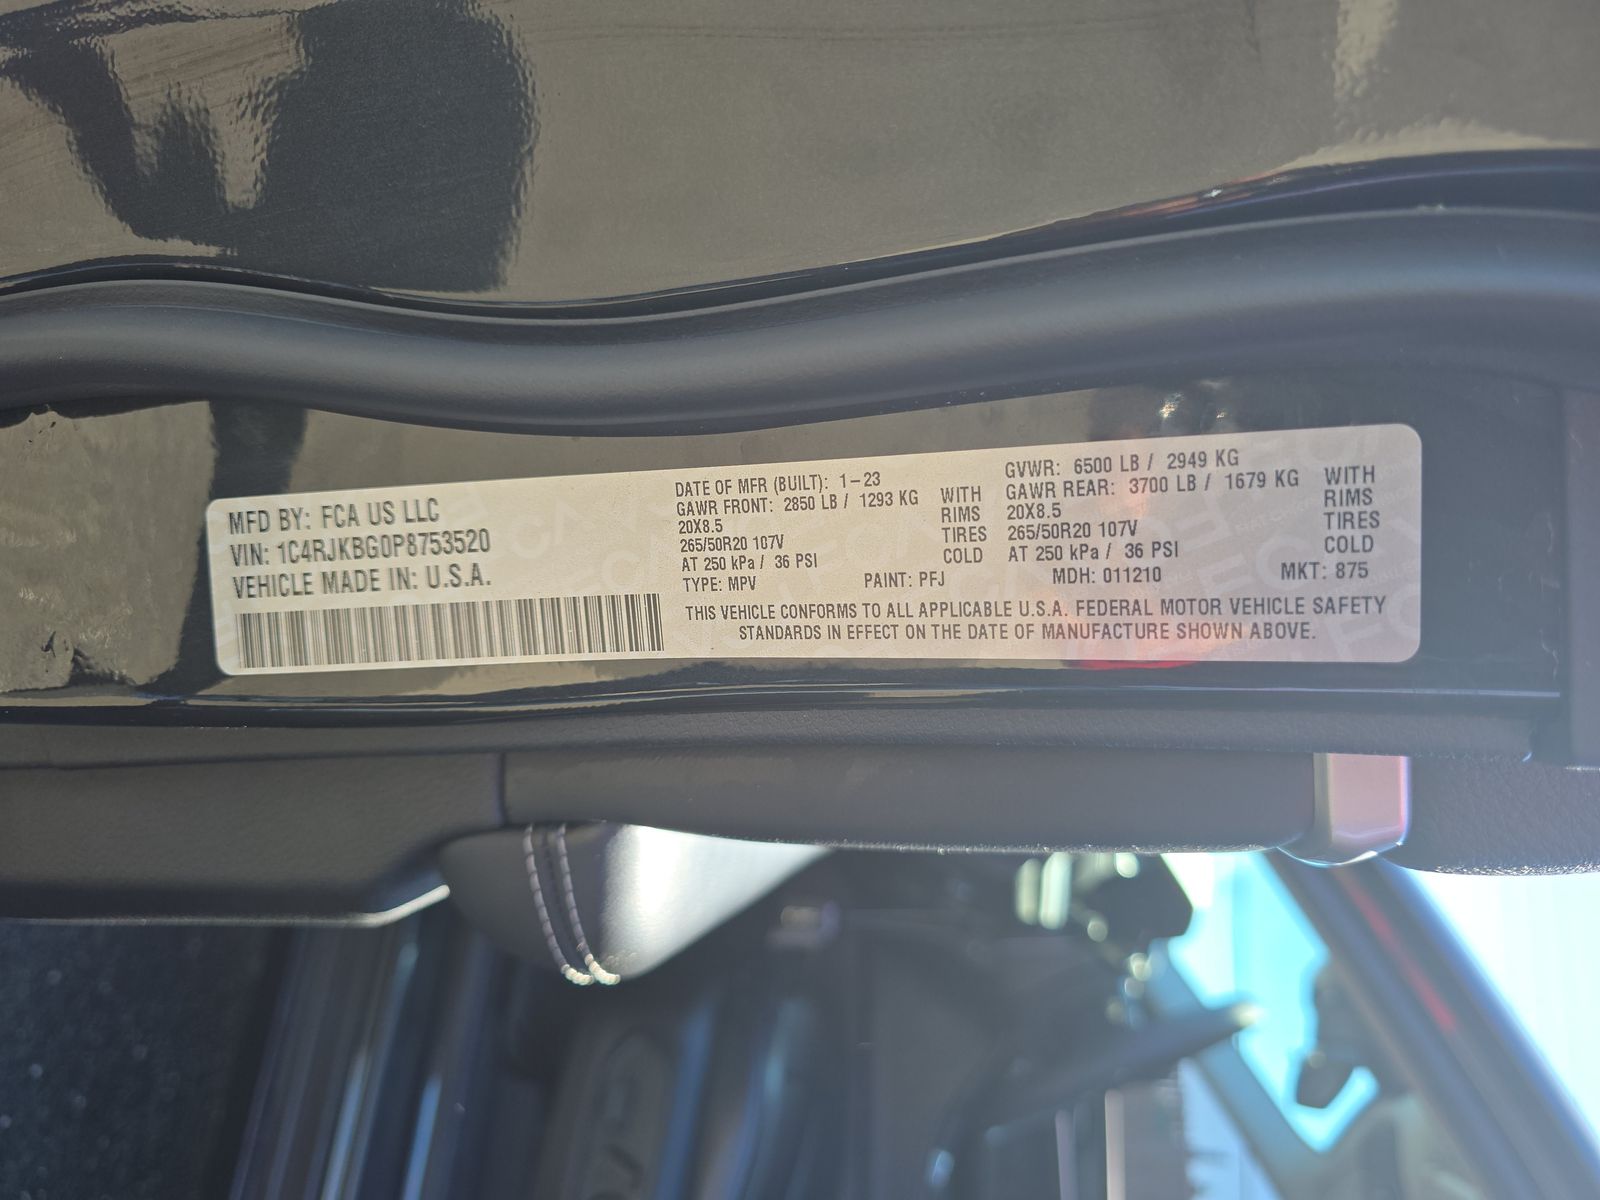 MFD BY: FCA US LLC
VIN: 1C4RJKBG0P8753520
VEHICLE MADE IN: U.S.A.
DATE OF MFR (BUILT): 1-23
GAWR FRONT: 2850 LB / 1293 KG WITH
20X8.5 RIMS
265/50R20 107V TIRES
AT 250 kPa / 36 PSI COLD
GVWR: 6500 LB / 2949 KG
GAWR REAR: 3700 LB / 1679 KG WITH
20X8.5 RIMS
265/50R20 107V TIRES
AT 250 kPa / 36 PSI COLD
TYPE: MPV PAINT: PFJ MDH: 011210 MKT: 875
THIS VEHICLE CONFORMS TO ALL APPLICABLE U.S.A. FEDERAL MOTOR VEHICLE SAFETY
STANDARDS IN EFFECT ON THE DATE OF MANUFACTURE SHOWN ABOVE.